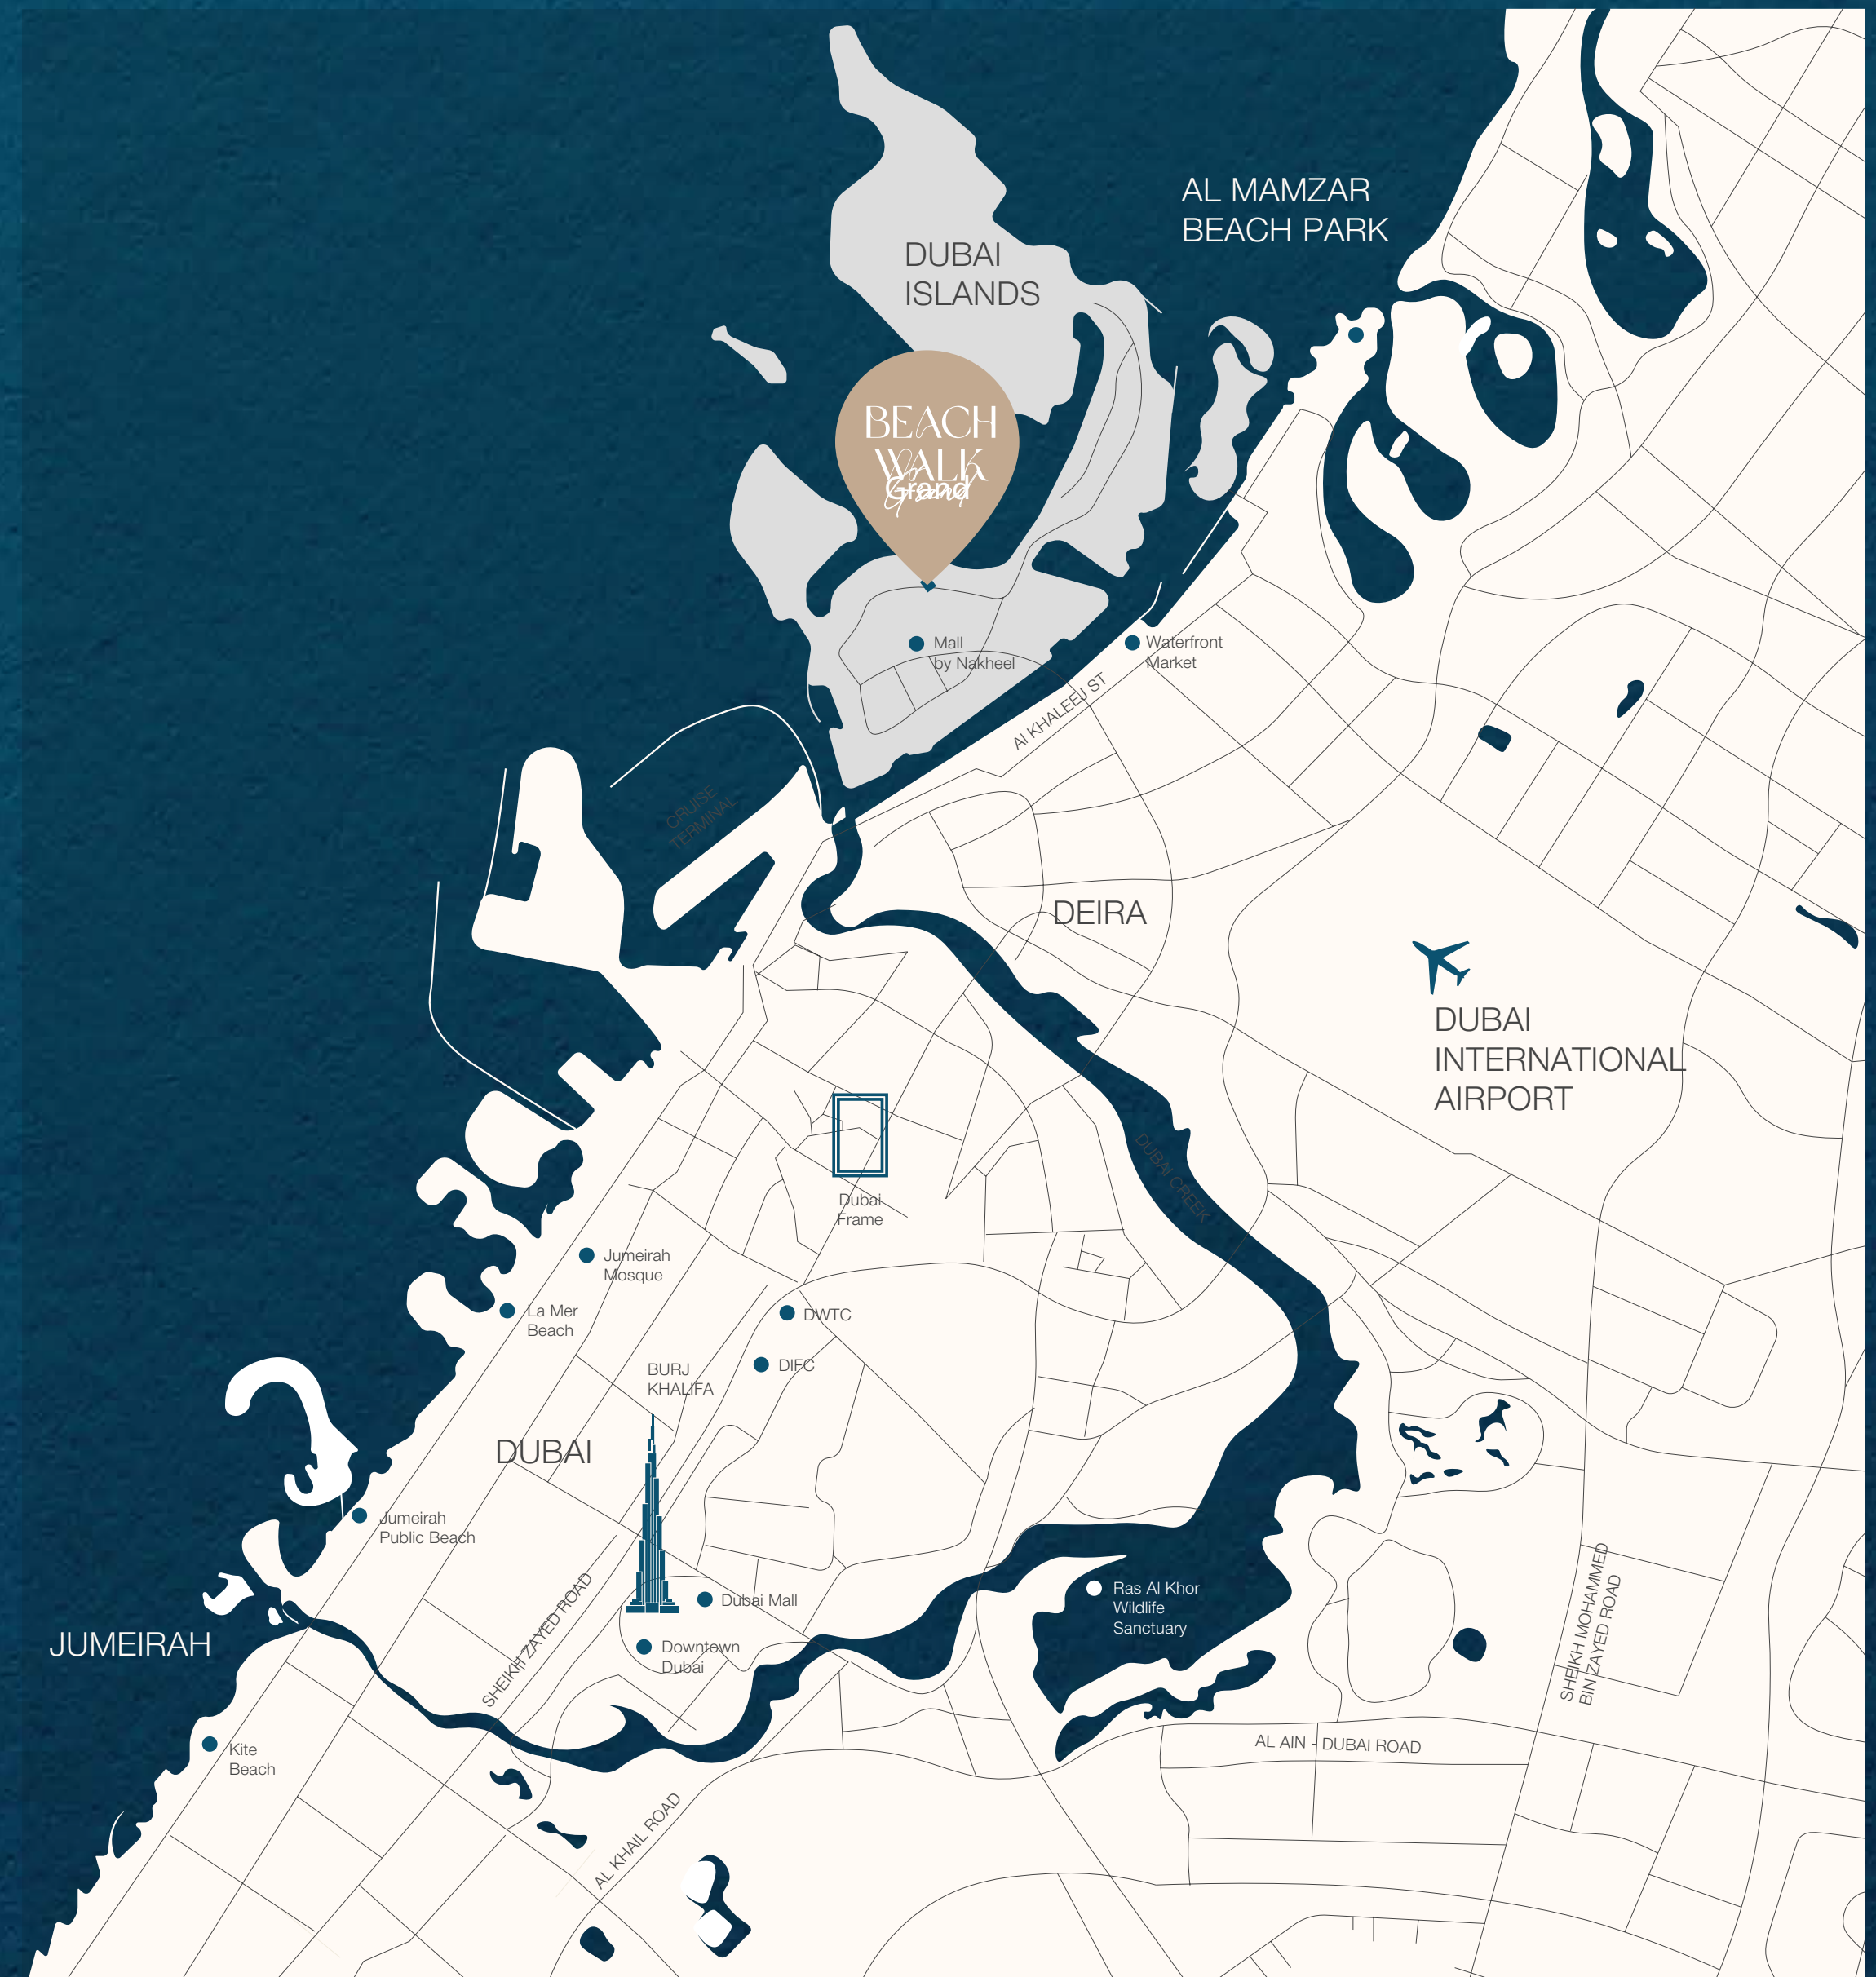 AL MAMZAR
BEACH PARK
DUBAI
ISLANDS
BEACH
WALK
Grand
Mall
by Nakheel
Waterfront
Market
Al KHALEEJ ST
CRUISE
TERMINAL
DEIRA
DUBAI
INTERNATIONAL
AIRPORT
DUBAI CREEK
Dubai
Frame
Jumeirah
Mosque
La Mer
Beach
DWTC
DIFC
BURJ
KHALIFA
DUBAI
Jumeirah
Public Beach
SHEIKH ZAYED ROAD
Dubai Mall
Downtown
Dubai
Ras Al Khor
Wildlife
Sanctuary
SHEIKH MOHAMMED
BIN ZAYED ROAD
JUMEIRAH
Kite
Beach
AL AIN - DUBAI ROAD
AL KHAIL ROAD